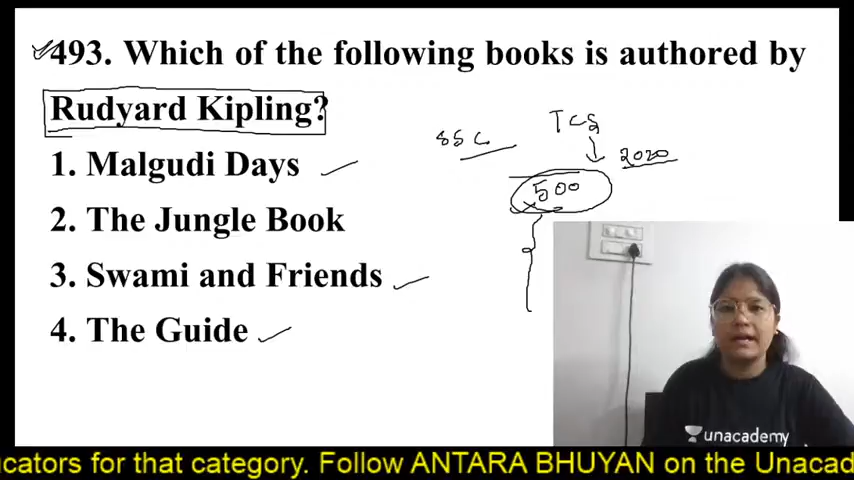 493. Which of the following books is authored by
Rudyard Kipling?
1. Malgudi Days
2. The Jungle Book
3. Swami and Friends
4. The Guide
SSC
TCS
2020
500
unacademy
cators for that category. Follow ANTARA BHUYAN on the Unacad